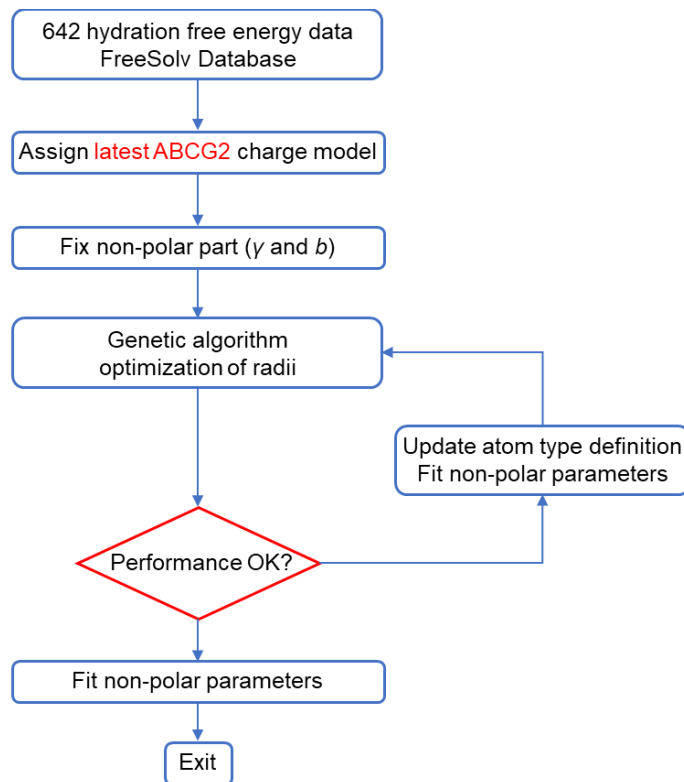 642 hydration free energy data
FreeSolv Database
Assign latest ABCG2 charge model
Fix non-polar part (γ and b)
Genetic algorithm
optimization of radii
Update atom type definition
Fit non-polar parameters
Performance OK?
Fit non-polar parameters
Exit